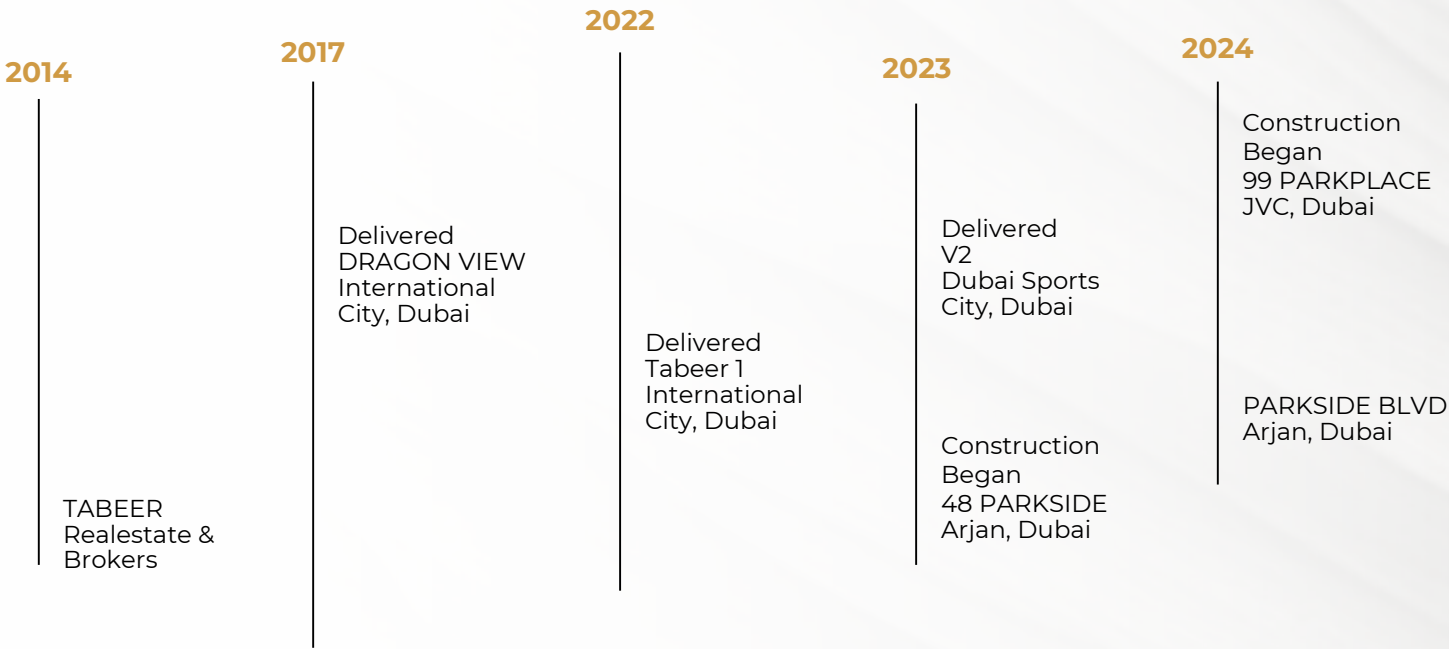 2014
TABEER
Realestate &
Brokers
2017
Delivered
DRAGON VIEW
International
City, Dubai
2022
Delivered
Tabeer 1
International
City, Dubai
2023
Delivered
V2
Dubai Sports
City, Dubai
Construction
Began
48 PARKSIDE
Arjan, Dubai
2024
Construction
Began
99 PARKPLACE
JVC, Dubai
PARKSIDE BLVD
Arjan, Dubai